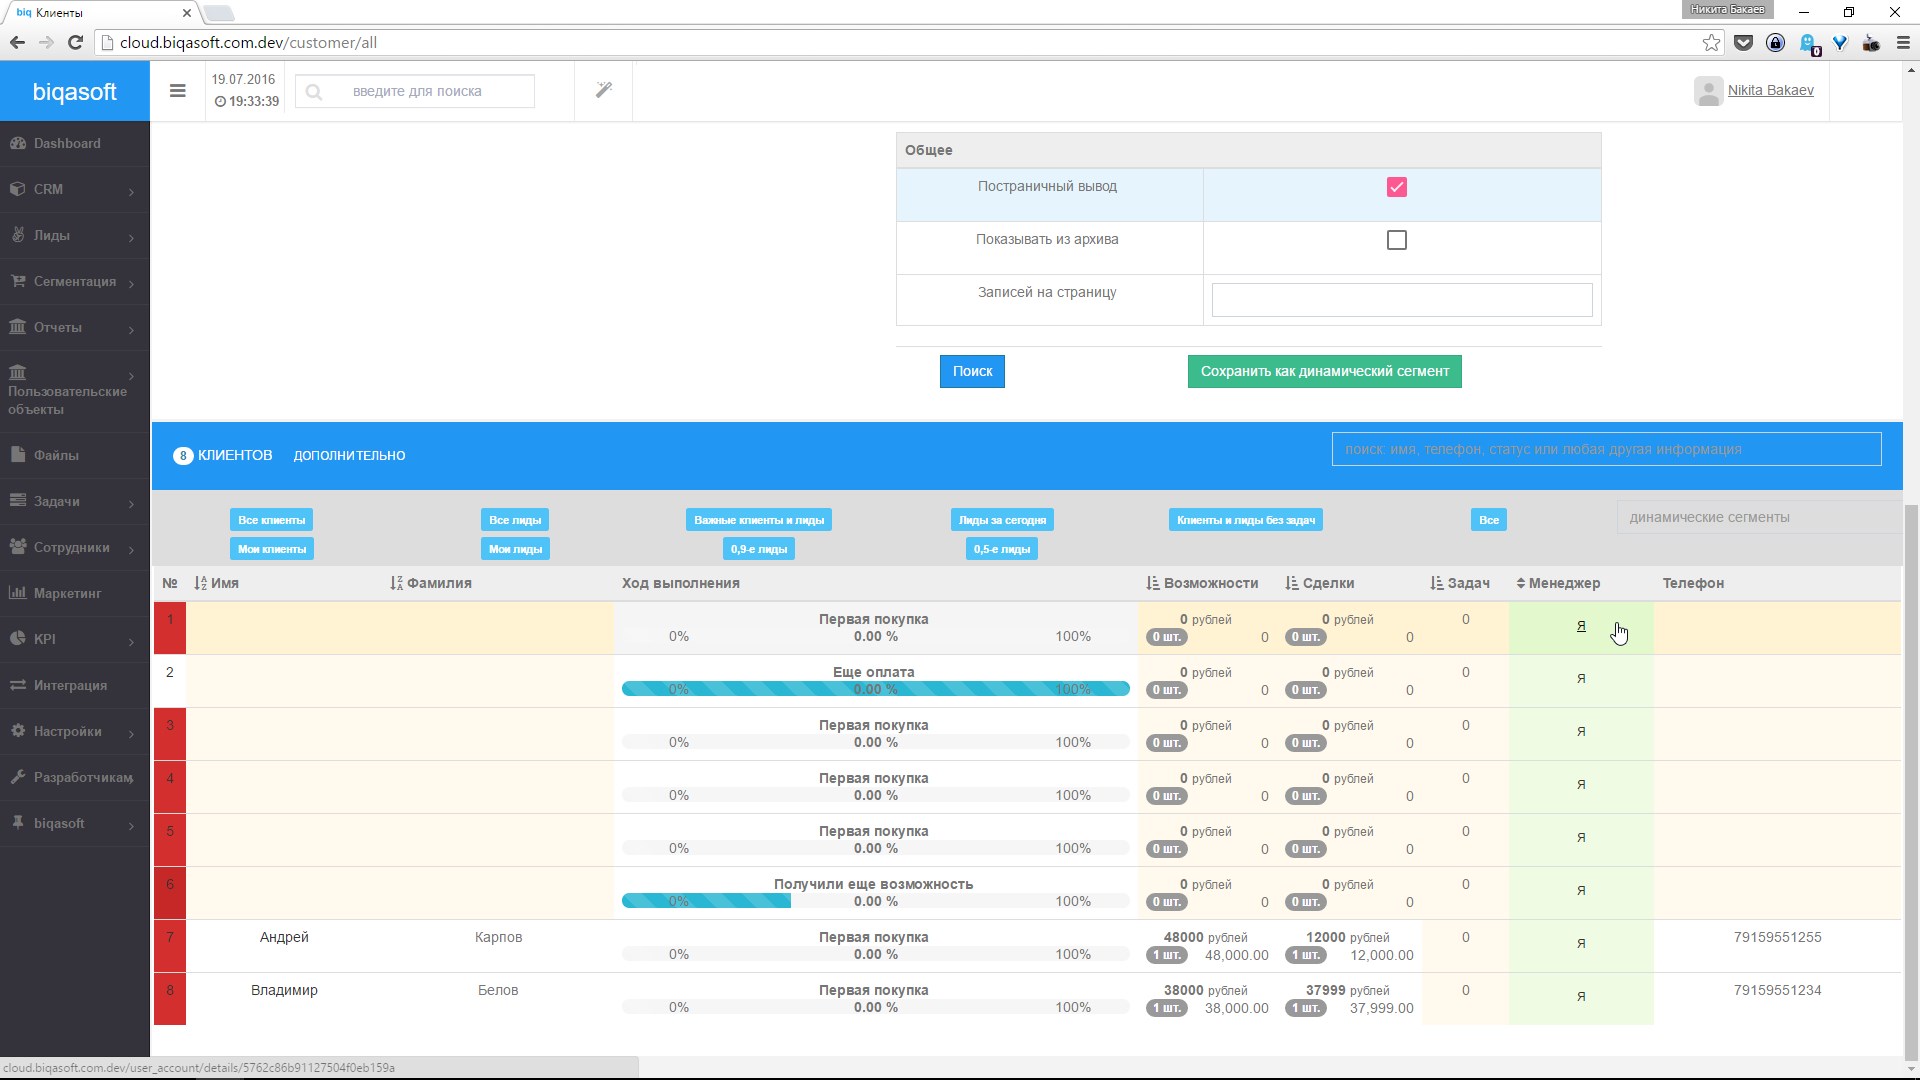 biq Клиенты
Никита Бакаев
cloud.biqasoft.com.dev/customer/all
0
biqasoft
19.07.2016
19:33:39
введите для поиска
Nikita Bakaev
Dashboard
CRM
Лиды
Сегментация
Отчеты
Пользовательские
объекты
Файлы
Задачи
Сотрудники
Маркетинг
KPI
Интеграция
Настройки
Разработчикам
biqasoft
Общее
Постраничный вывод
Показывать из архива
Записей на страницу
Поиск
Сохранить как динамический сегмент
8 КЛИЕНТОВ ДОПОЛНИТЕЛЬНО
поиск: имя, телефон, статус или любая другая информация
Все клиенты Все лиды Важные клиенты и лиды Лиды за сегодня Клиенты и лиды без задач Все динамические сегменты
Мои клиенты Мои лиды 0,9-е лиды 0,5-е лиды
№ Имя Фамилия Ход выполнения Возможности Сделки Задач Менеджер Телефон
1 Первая покупка 0 рублей 0 рублей 0 Я
0% 0.00 % 100% 0 шт. 0 0 шт. 0
2 Еще оплата 0 рублей 0 рублей 0 Я
0% 0.00 % 100% 0 шт. 0 0 шт. 0
3 Первая покупка 0 рублей 0 рублей 0 Я
0% 0.00 % 100% 0 шт. 0 0 шт. 0
4 Первая покупка 0 рублей 0 рублей 0 Я
0% 0.00 % 100% 0 шт. 0 0 шт. 0
5 Первая покупка 0 рублей 0 рублей 0 Я
0% 0.00 % 100% 0 шт. 0 0 шт. 0
6 Получили еще возможность 0 рублей 0 рублей 0 Я
0% 0.00 % 100% 0 шт. 0 0 шт. 0
7 Андрей Карпов Первая покупка 48000 рублей 12000 рублей 0 Я 79159551255
0% 0.00 % 100% 1 шт. 48,000.00 1 шт. 12,000.00
8 Владимир Белов Первая покупка 38000 рублей 37999 рублей 0 Я 79159551234
0% 0.00 % 100% 1 шт. 38,000.00 1 шт. 37,999.00
cloud.biqasoft.com.dev/user_account/details/5762c86b91127504f0eb159a